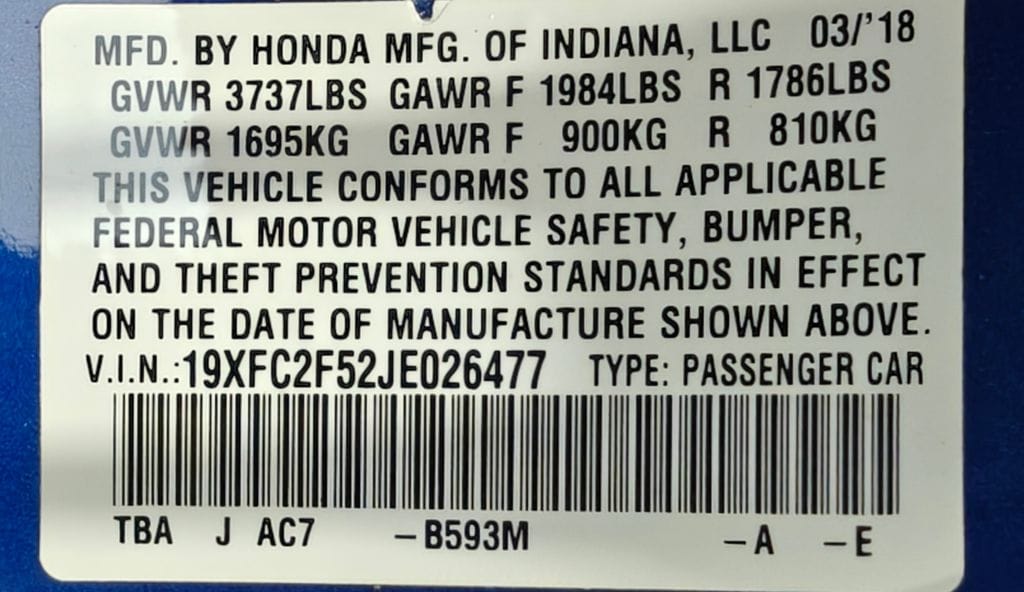 MFD. BY HONDA MFG. OF INDIANA, LLC 03/'18
GVWR 3737LBS GAWR F 1984LBS R 1786LBS
GVWR 1695KG GAWR F 900KG R 810KG
THIS VEHICLE CONFORMS TO ALL APPLICABLE
FEDERAL MOTOR VEHICLE SAFETY, BUMPER,
AND THEFT PREVENTION STANDARDS IN EFFECT
ON THE DATE OF MANUFACTURE SHOWN ABOVE.
V.I.N.:19XFC2F52JE026477 TYPE: PASSENGER CAR
TBA J AC7 -B593M -A -E